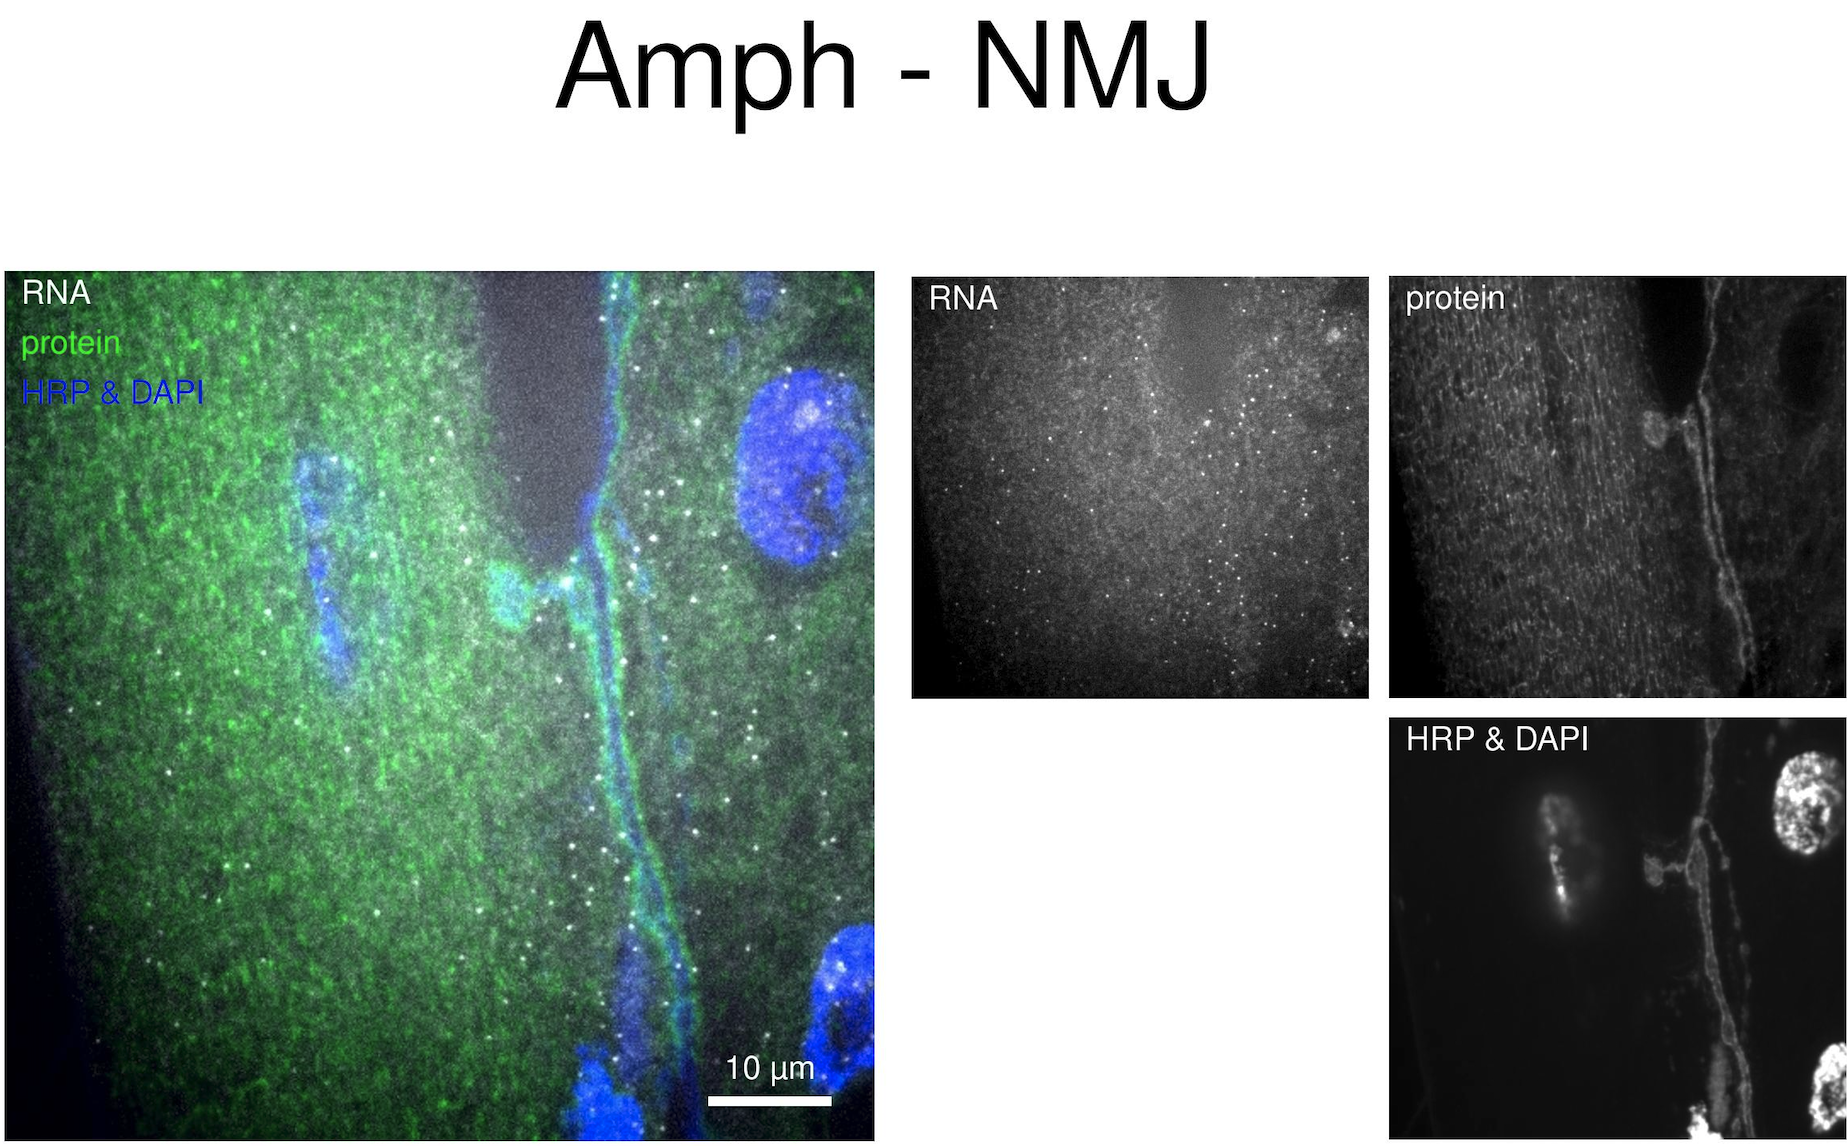 Amph - NMJ
RNA
protein
HRP & DAPI
10 µm
RNA
protein
HRP & DAPI